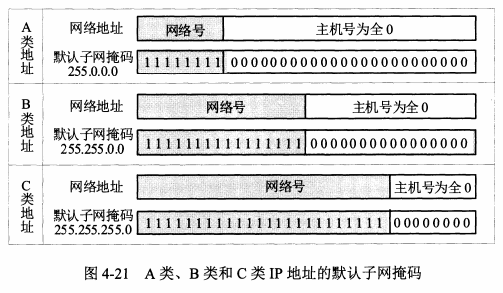 A类地址
网络地址 网络号 主机号为全0
默认子网掩码
255.0.0.0
11111111 000000000000000000000000
B类地址
网络地址 网络号 主机号为全0
默认子网掩码
255.255.0.0
1111111111111111 0000000000000000
C类地址
网络地址 网络号 主机号为全0
默认子网掩码
255.255.255.0
111111111111111111111111 00000000
图 4-21 A 类、B 类和 C 类 IP 地址的默认子网掩码